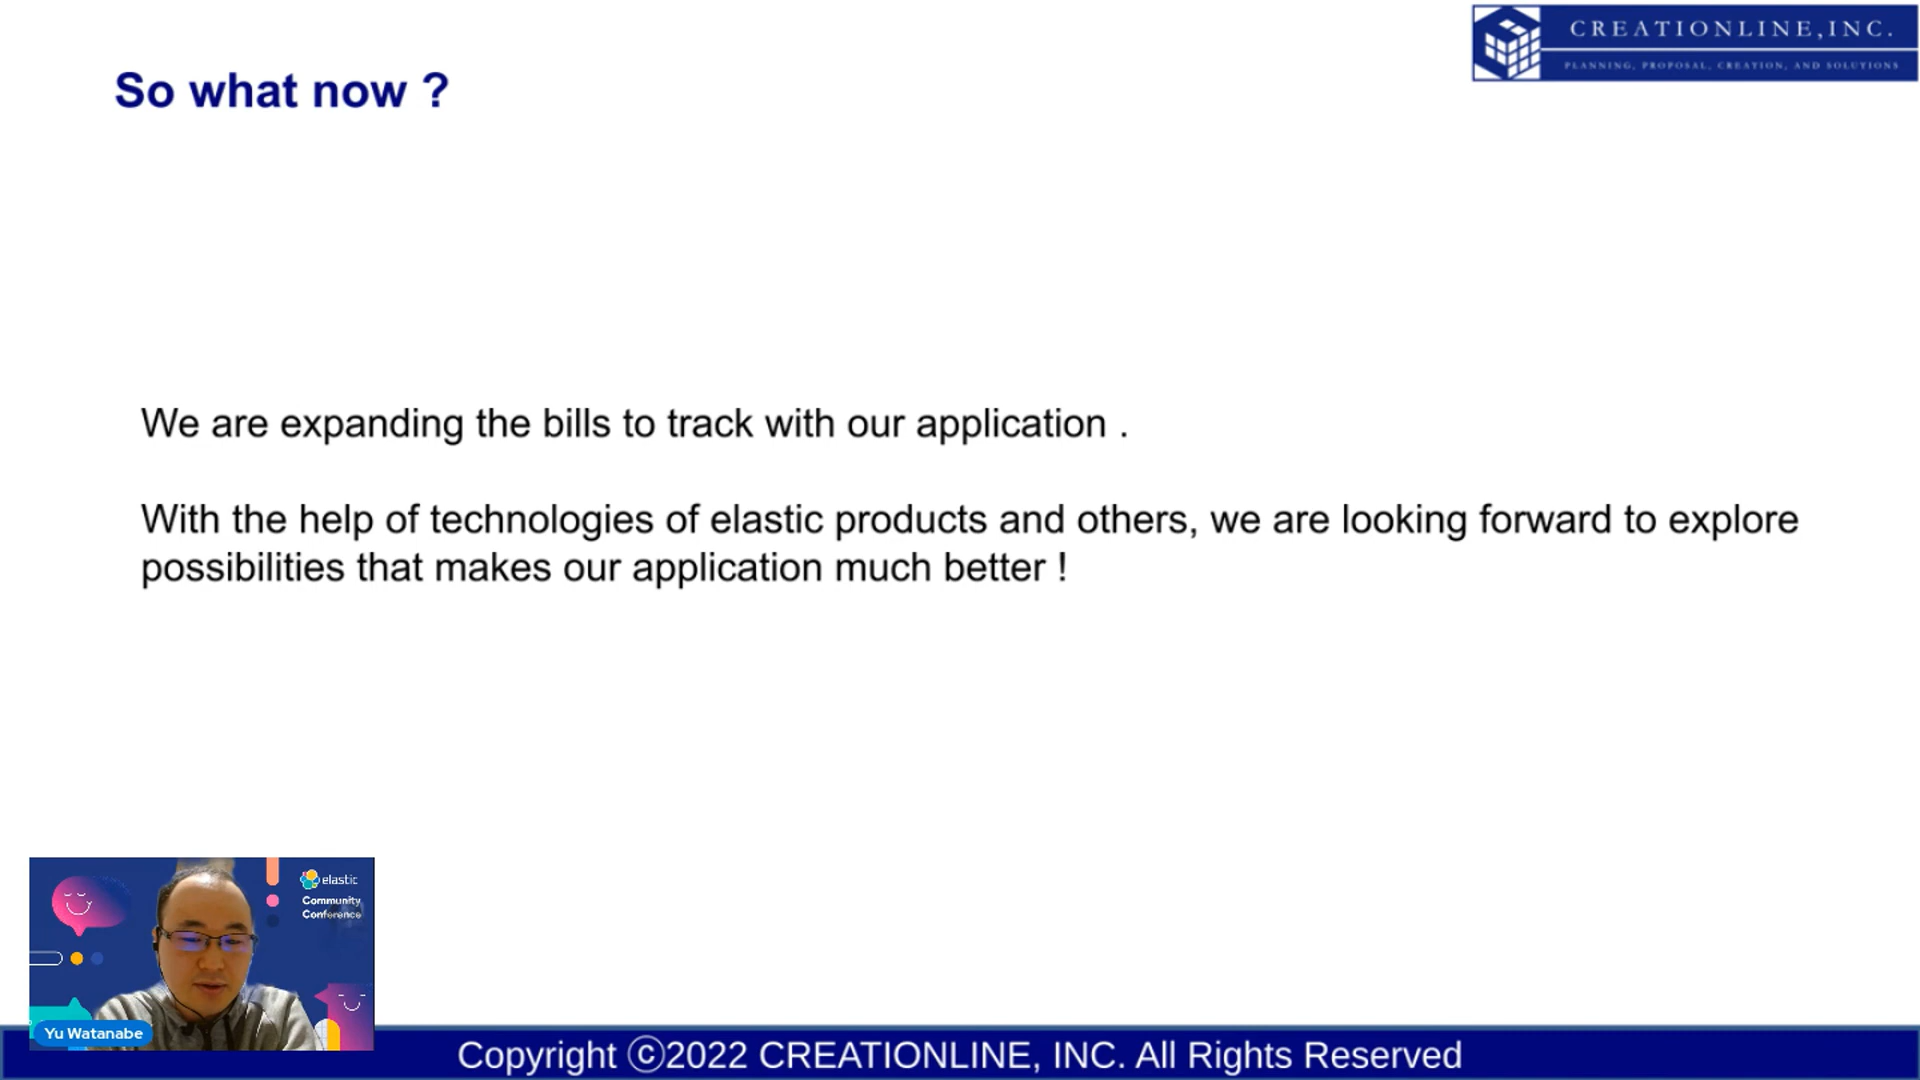 CREATIONLINE,INC.
PLANNING, PROPOSAL, CREATION, AND SOLUTIONS
So what now ?
We are expanding the bills to track with our application .
With the help of technologies of elastic products and others, we are looking forward to explore
possibilities that makes our application much better !
elastic
Community
Conference
Yu Watanabe
Copyright ⓒ2022 CREATIONLINE, INC. All Rights Reserved